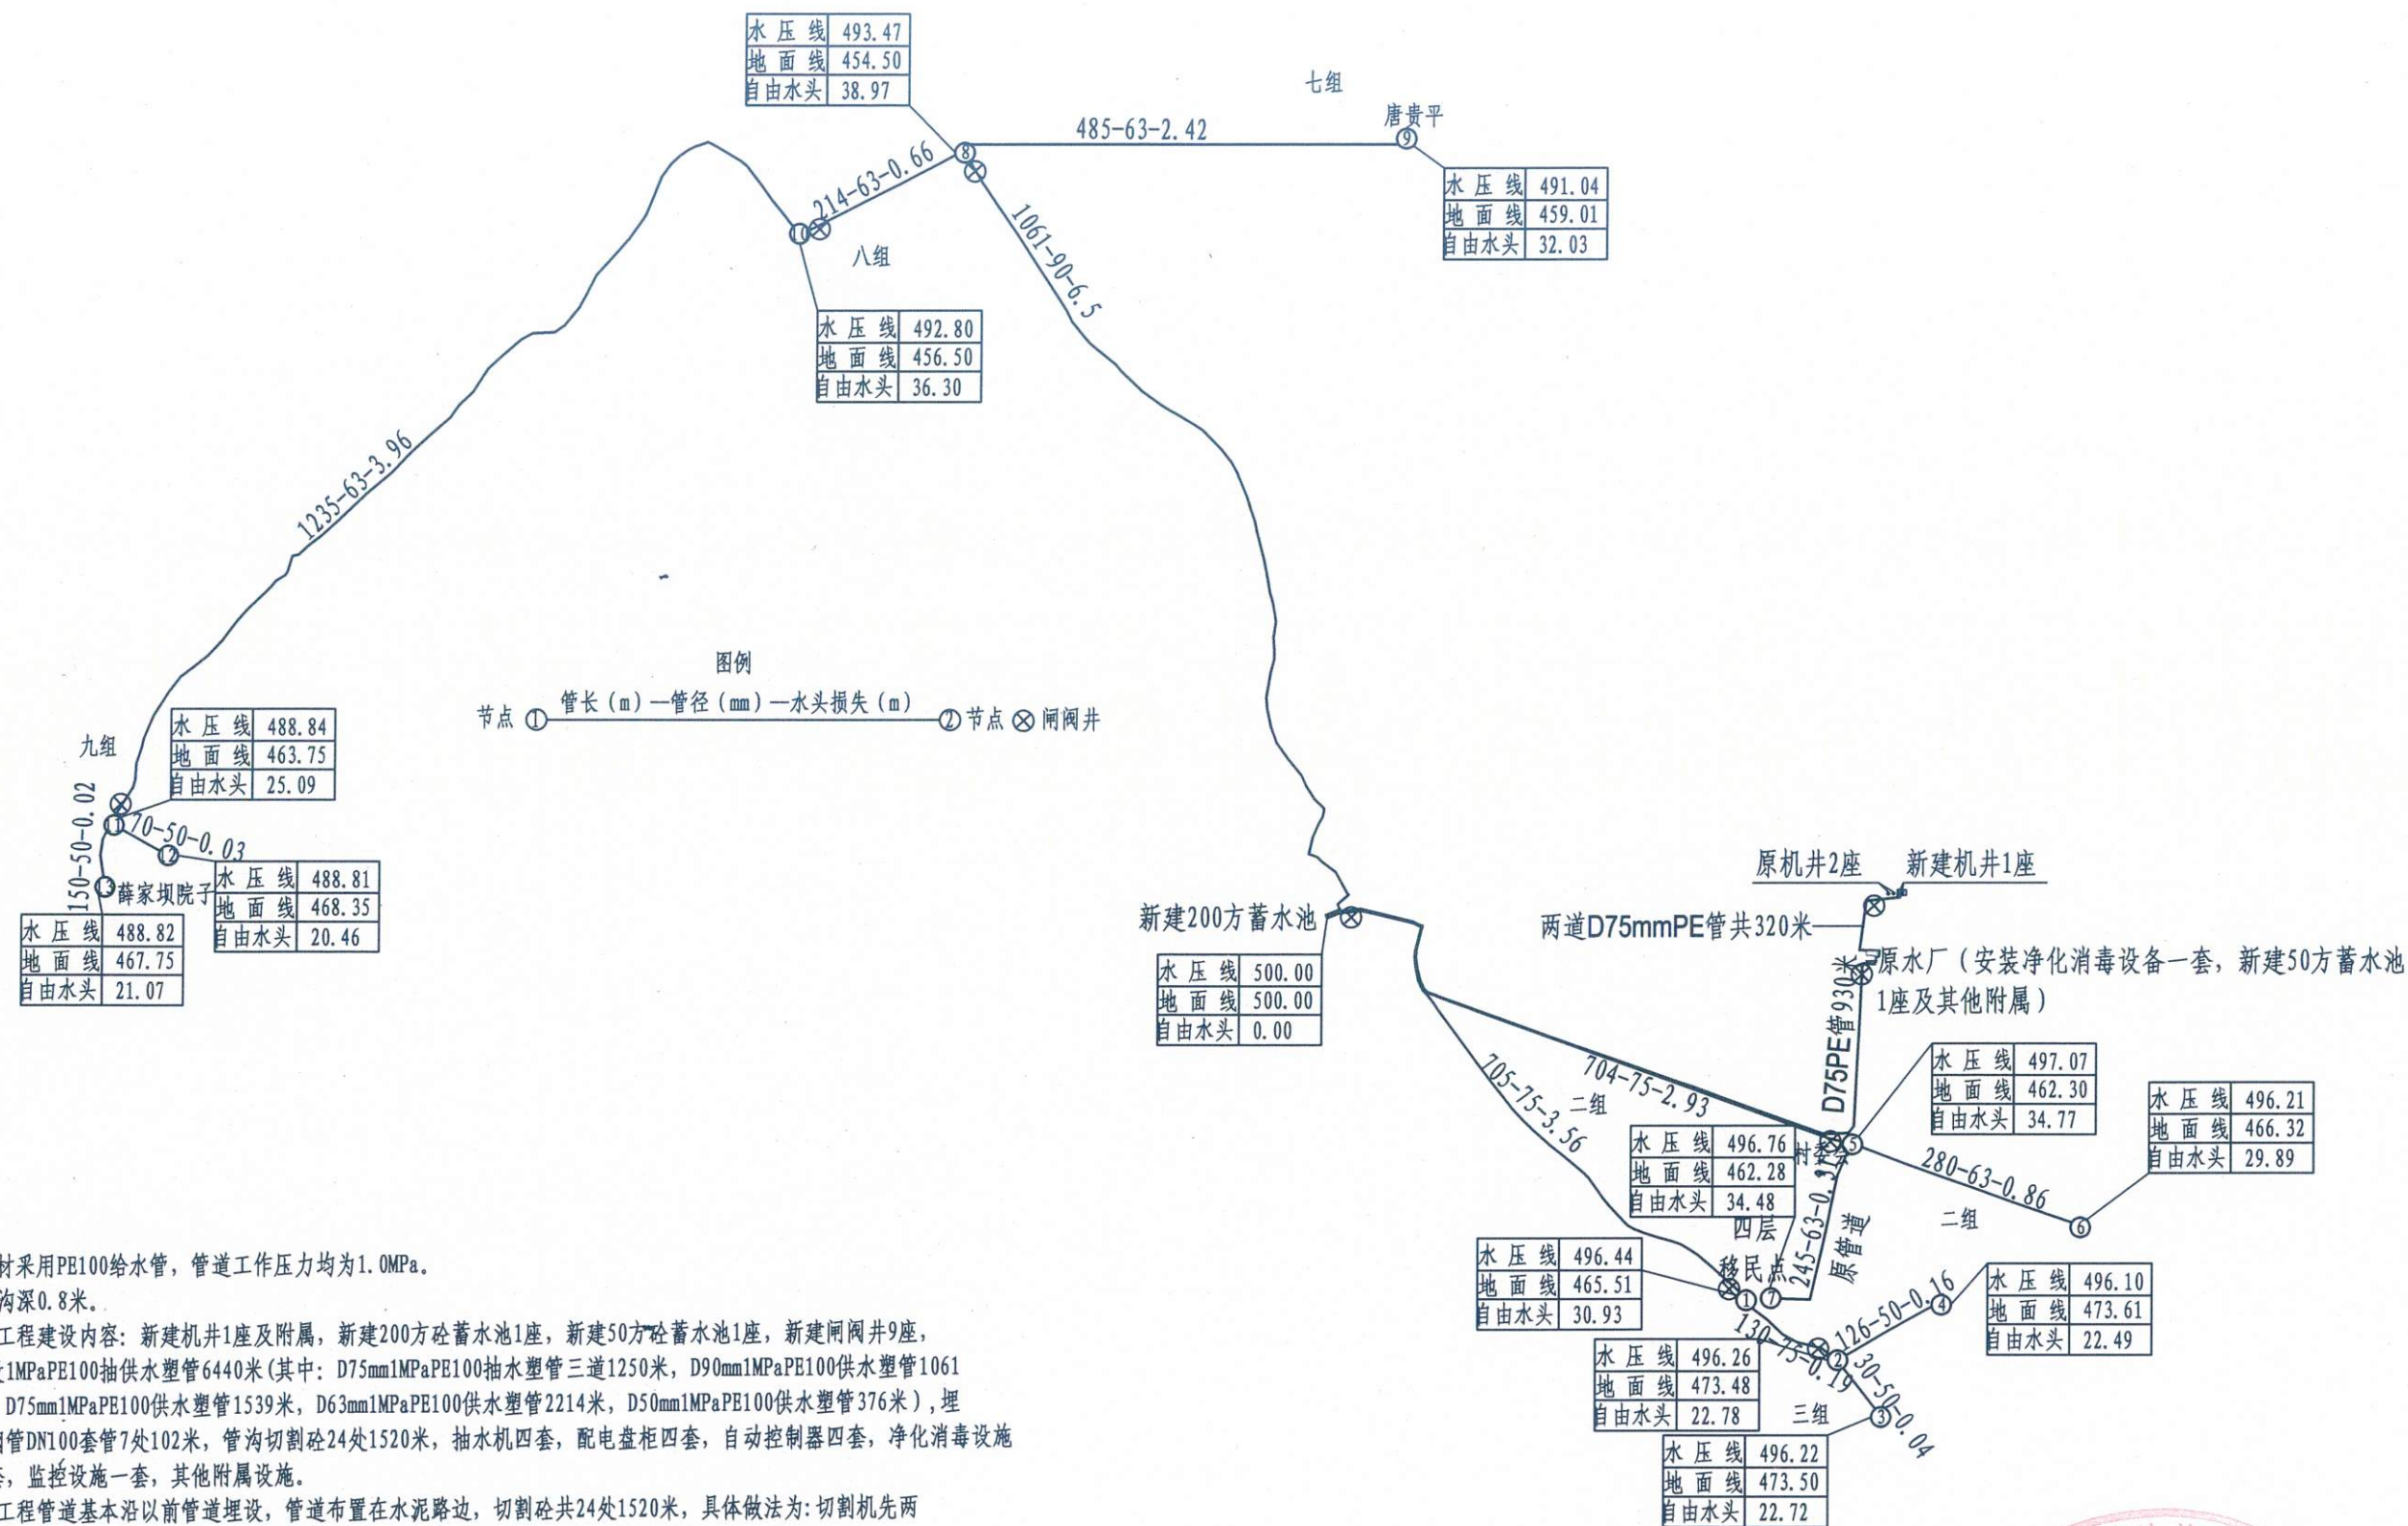 水压线 493.47
地面线 454.50
自由水头 38.97
七组
唐贵平
⑨
485-63-2.42
⑧
214-63-0.66
水压线 491.04
地面线 459.01
自由水头 32.03
1061-90-6.5
⑩
八组
水压线 492.80
地面线 456.50
自由水头 36.30
1235-63-3.96
图例
节点 ① 管长(m)—管径(mm)—水头损失(m) ② 节点 闸阀井
九组
水压线 488.84
地面线 463.75
自由水头 25.09
150-50-0.02
⑪
70-50-0.03
⑫
⑬
薛家坝院子
水压线 488.81
地面线 468.35
自由水头 20.46
水压线 488.82
地面线 467.75
自由水头 21.07
原机井2座 新建机井1座
新建200方蓄水池
两道D75mmPE管共320米
水压线 500.00
地面线 500.00
自由水头 0.00
原水厂(安装净化消毒设备一套,新建50方蓄水池
1座及其他附属)
D75PE管930米
704-75-2.93
705-75-3.56
二组
水压线 497.07
地面线 462.30
自由水头 34.77
水压线 496.21
地面线 466.32
自由水头 29.89
水压线 496.76
地面线 462.28
自由水头 34.48
⑤
280-63-0.86
二组
⑥
四层
移民点
245-63-0.31
原管道
水压线 496.44
地面线 465.51
自由水头 30.93
①
⑦
130-75-0.19
126-50-0.16
④
水压线 496.10
地面线 473.61
自由水头 22.49
②
30-50-0.04
③
水压线 496.26
地面线 473.48
自由水头 22.78
三组
水压线 496.22
地面线 473.50
自由水头 22.72
材采用PE100给水管,管道工作压力均为1.0MPa。
沟深0.8米。
工程建设内容:新建机井1座及附属,新建200方砼蓄水池1座,新建50方砼蓄水池1座,新建闸阀井9座,
1MPaPE100抽供水塑管6440米(其中:D75mm1MPaPE100抽水塑管三道1250米,D90mm1MPaPE100供水塑管1061
D75mm1MPaPE100供水塑管1539米,D63mm1MPaPE100供水塑管2214米,D50mm1MPaPE100供水塑管376米),埋
管DN100套管7处102米,管沟切割砼24处1520米,抽水机四套,配电盘柜四套,自动控制器四套,净化消毒设施
,监控设施一套,其他附属设施。
工程管道基本沿以前管道埋设,管道布置在水泥路边,切割砼共24处1520米,具体做法为:切割机先两